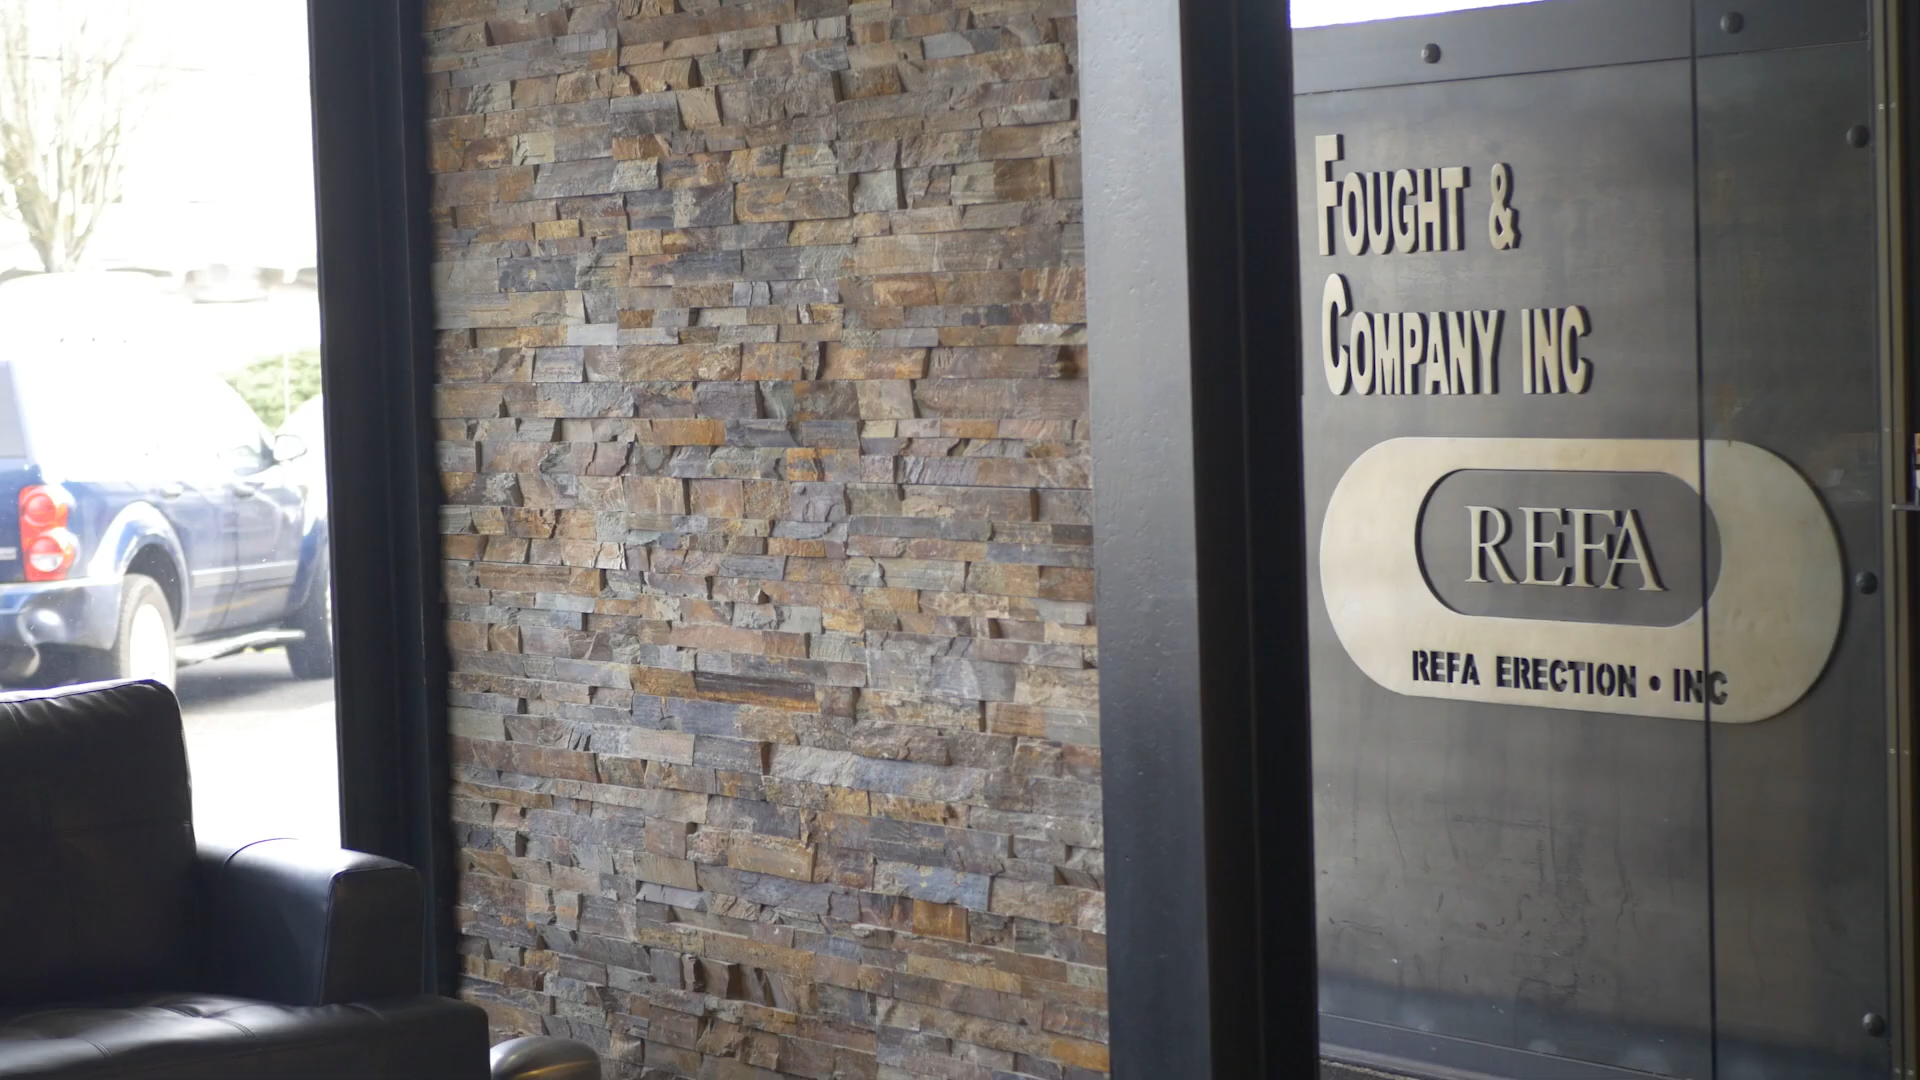 FOUGHT &
COMPANY INC
REFA
REFA ERECTION • INC